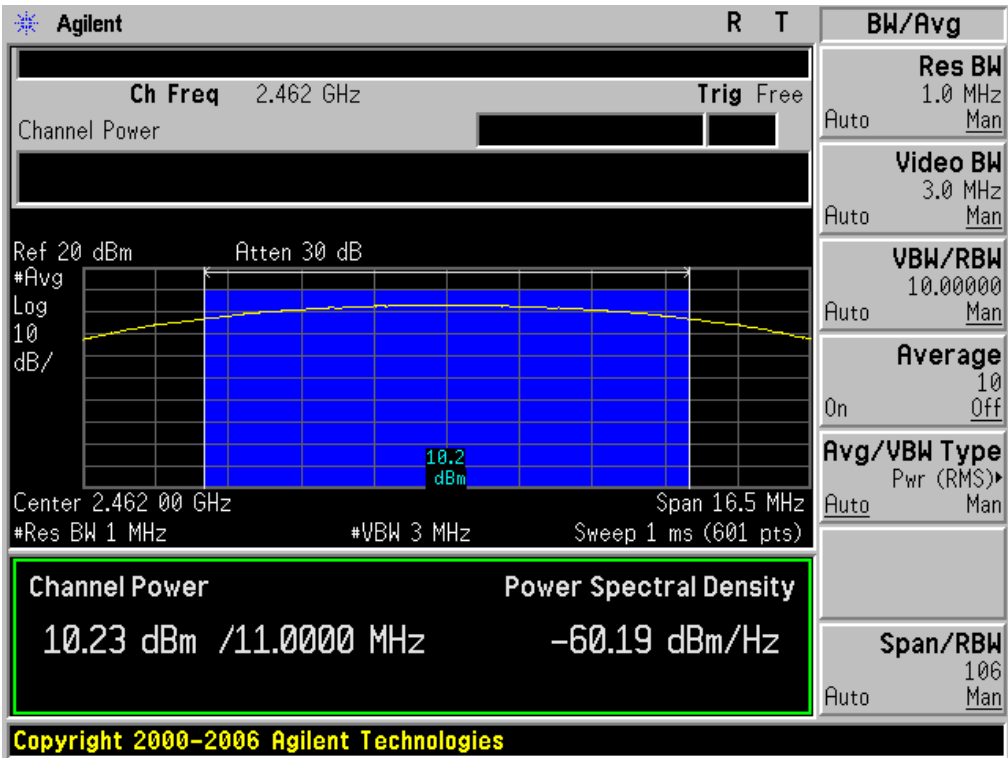 Agilent R T
Ch Freq 2.462 GHz Trig Free
Channel Power
Ref 20 dBm Atten 30 dB
#Avg
Log
10
dB/
10.2
dBm
Center 2.462 00 GHz Span 16.5 MHz
#Res BW 1 MHz #VBW 3 MHz Sweep 1 ms (601 pts)
Channel Power Power Spectral Density
10.23 dBm /11.0000 MHz -60.19 dBm/Hz
Copyright 2000-2006 Agilent Technologies
BW/Avg
Res BW
1.0 MHz
Auto Man
Video BW
3.0 MHz
Auto Man
VBW/RBW
10.00000
Auto Man
Average
10
On Off
Avg/VBW Type
Pwr (RMS)▸
Auto Man
Span/RBW
106
Auto Man